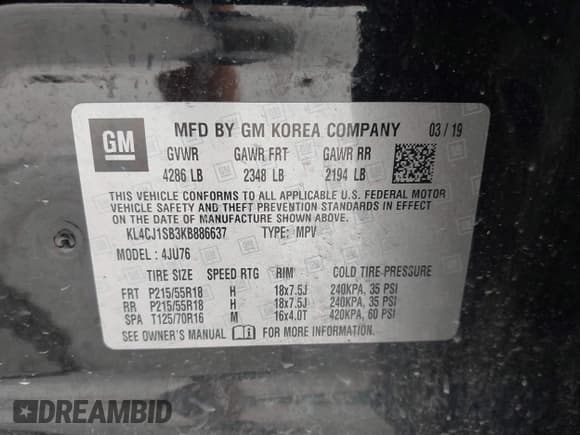 GM
MFD BY GM KOREA COMPANY 03 / 19
GVWR GAWR FRT GAWR RR
4286 LB 2348 LB 2194 LB
THIS VEHICLE CONFORMS TO ALL APPLICABLE U.S. FEDERAL MOTOR
VEHICLE SAFETY AND THEFT PREVENTION STANDARDS IN EFFECT
ON THE DATE OF MANUFACTURE SHOWN ABOVE.
KL4CJ1SB3KB886637 TYPE: MPV
MODEL : 4JU76
TIRE SIZE SPEED RTG RIM COLD TIRE PRESSURE
FRT P215/55R18 H 18x7.5J 240KPA, 35 PSI
RR P215/55R18 H 18x7.5J 240KPA, 35 PSI
SPA T125/70R16 M 16x4.0T 420KPA, 60 PSI
SEE OWNER'S MANUAL FOR MORE INFORMATION
DREAMBID